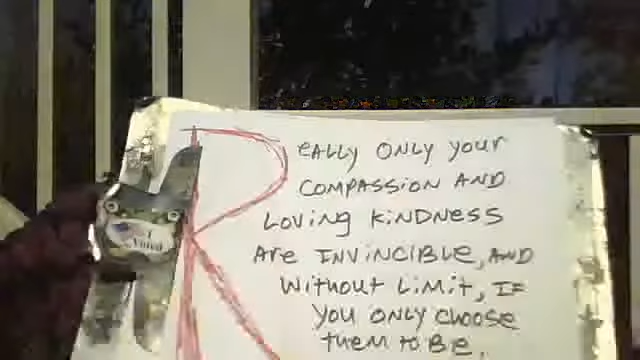 REALLY ONLY YOUR
COMPASSION AND
LOVING KINDNESS
ARE INVINCIBLE, AND
WITHOUT LIMIT, IF
YOU ONLY CHOOSE
THEM TO BE.
I Voted